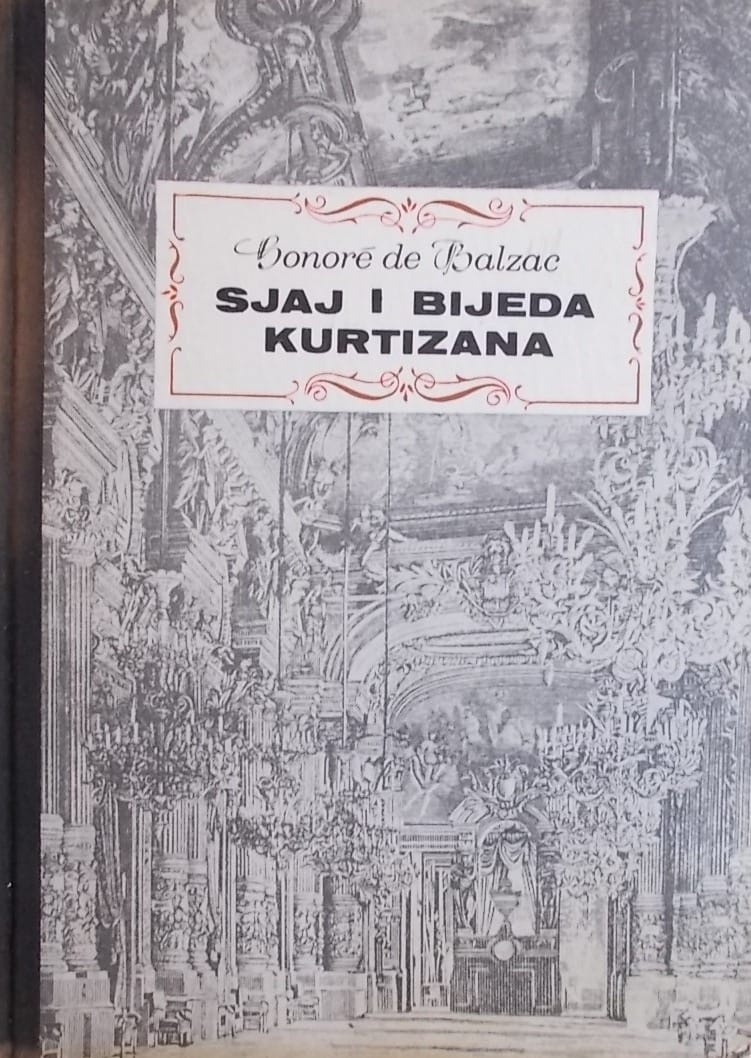 Honoré de Balzac
SJAJ I BIJEDA
KURTIZANA